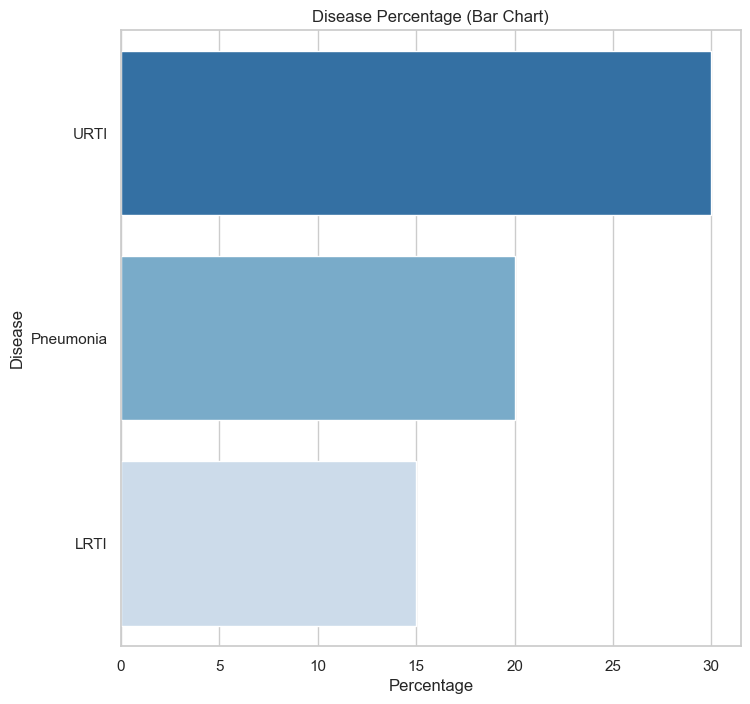 Disease Percentage (Bar Chart)
URTI
Pneumonia
LRTI
Disease
0 5 10 15 20 25 30
Percentage